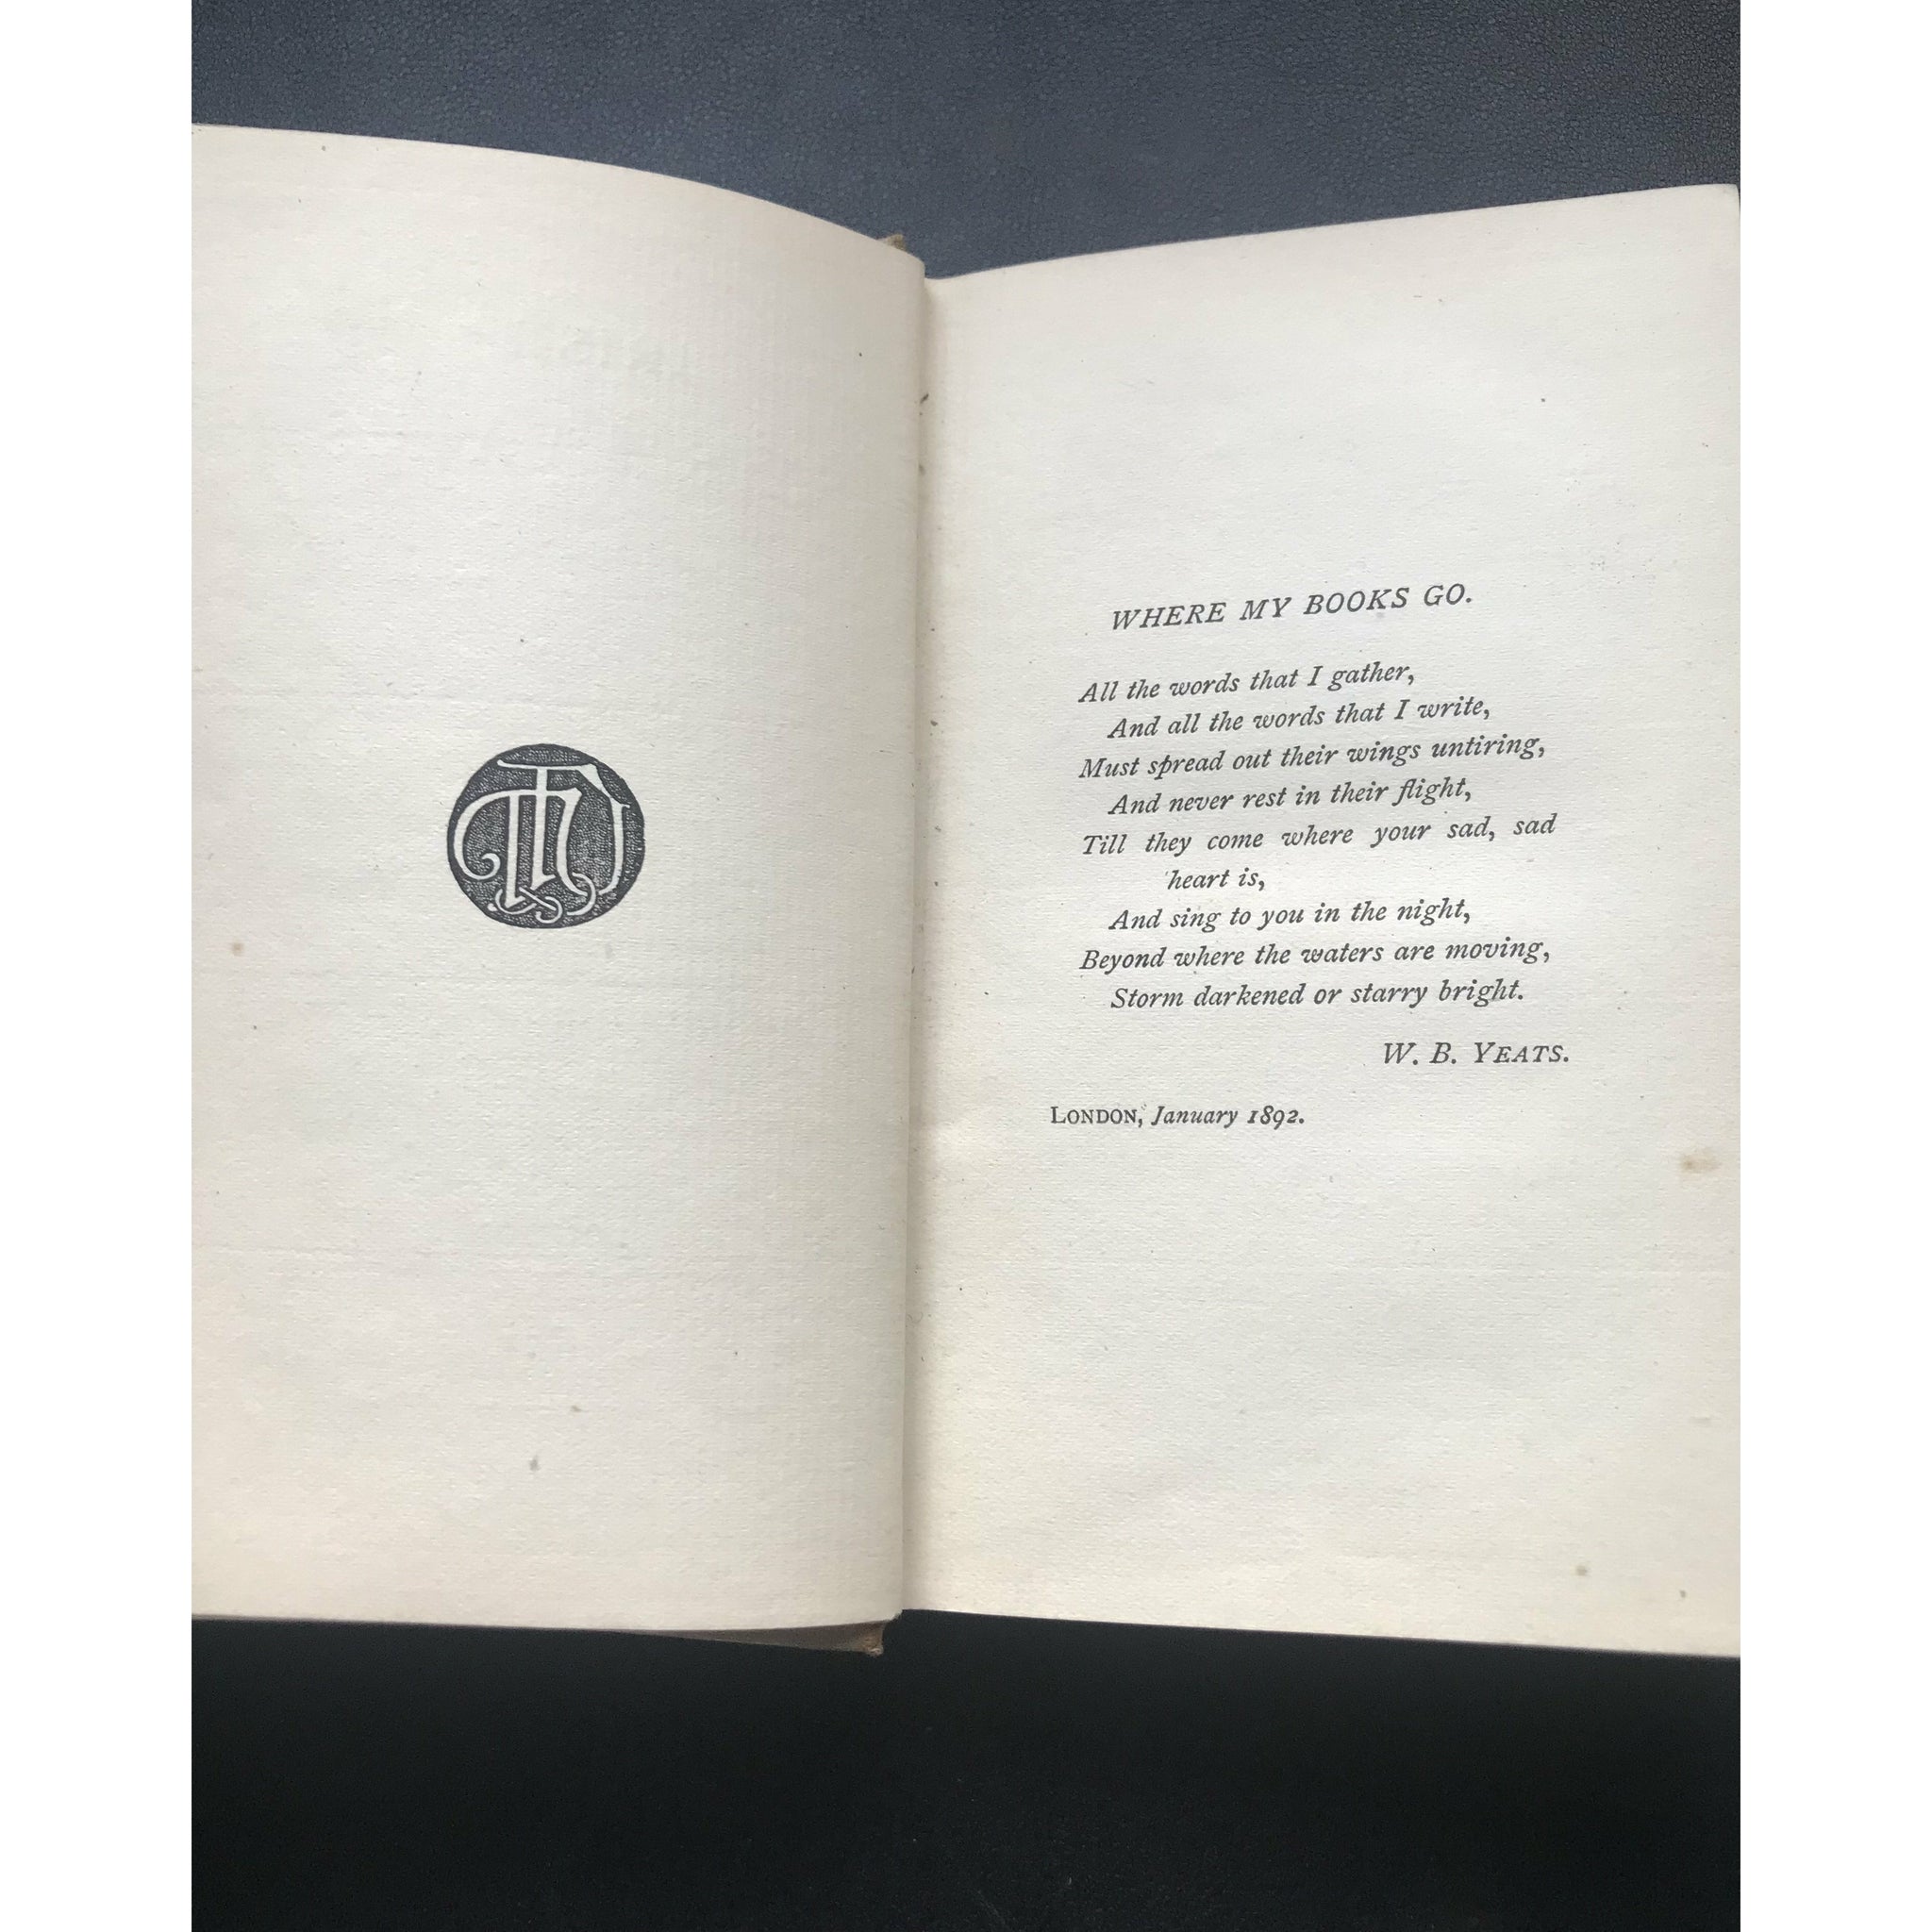 WHERE MY BOOKS GO.
All the words that I gather,
And all the words that I write,
Must spread out their wings untiring,
And never rest in their flight,
Till they come where your sad, sad
heart is,
And sing to you in the night,
Beyond where the waters are moving,
Storm darkened or starry bright.
W. B. YEATS.
LONDON, January 1892.